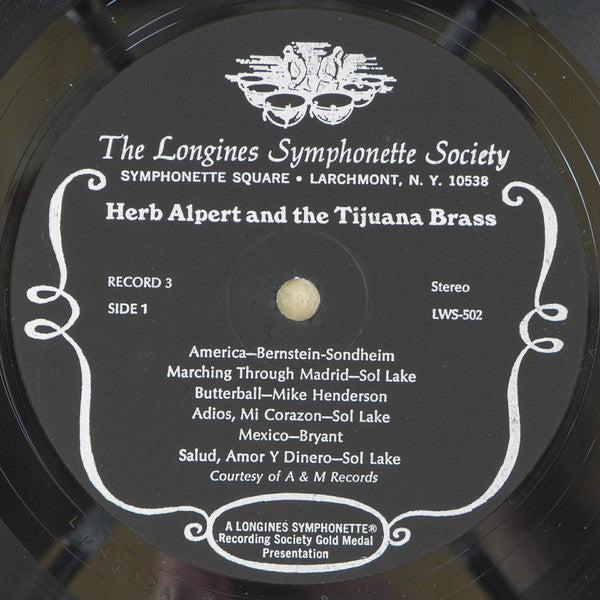 The Longines Symphonette Society
SYMPHONETTE SQUARE • LARCHMONT, N. Y. 10538
Herb Alpert and the Tijuana Brass
RECORD 3
Stereo
SIDE 1
LWS-502
America—Bernstein-Sondheim
Marching Through Madrid—Sol Lake
Butterball—Mike Henderson
Adios, Mi Corazon—Sol Lake
Mexico—Bryant
Salud, Amor Y Dinero—Sol Lake
Courtesy of A & M Records
A LONGINES SYMPHONETTE®
Recording Society Gold Medal
Presentation